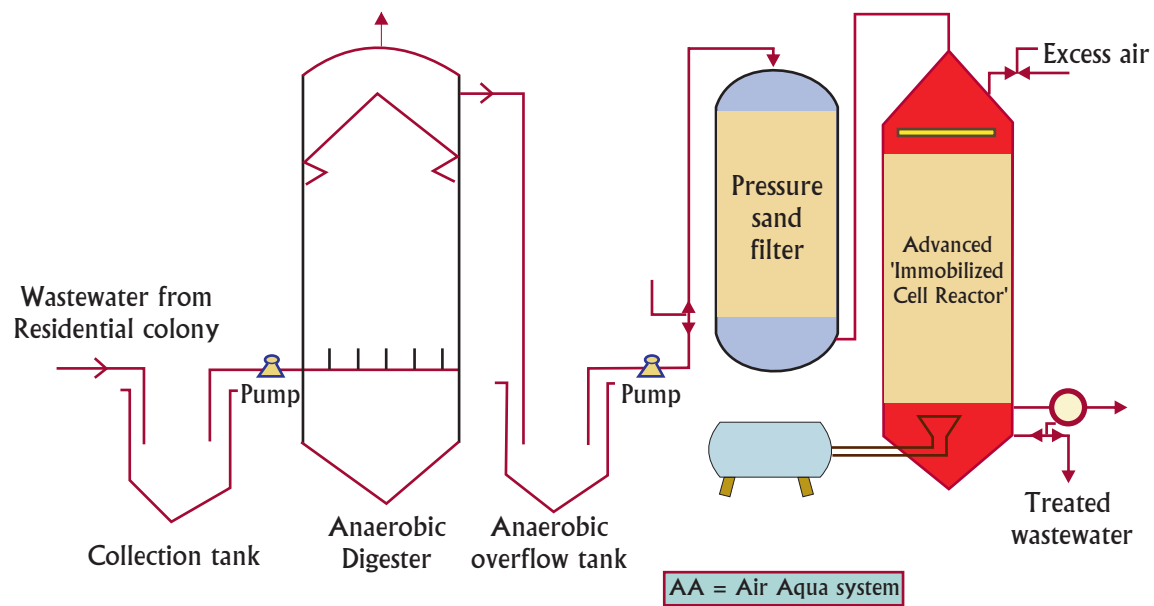 Excess air
Pressure
sand
filter
Advanced
'Immobilized
Cell Reactor'
Wastewater from
Residential colony
Pump
Pump
Collection tank
Anaerobic
Digester
Anaerobic
overflow tank
Treated
wastewater
AA = Air Aqua system